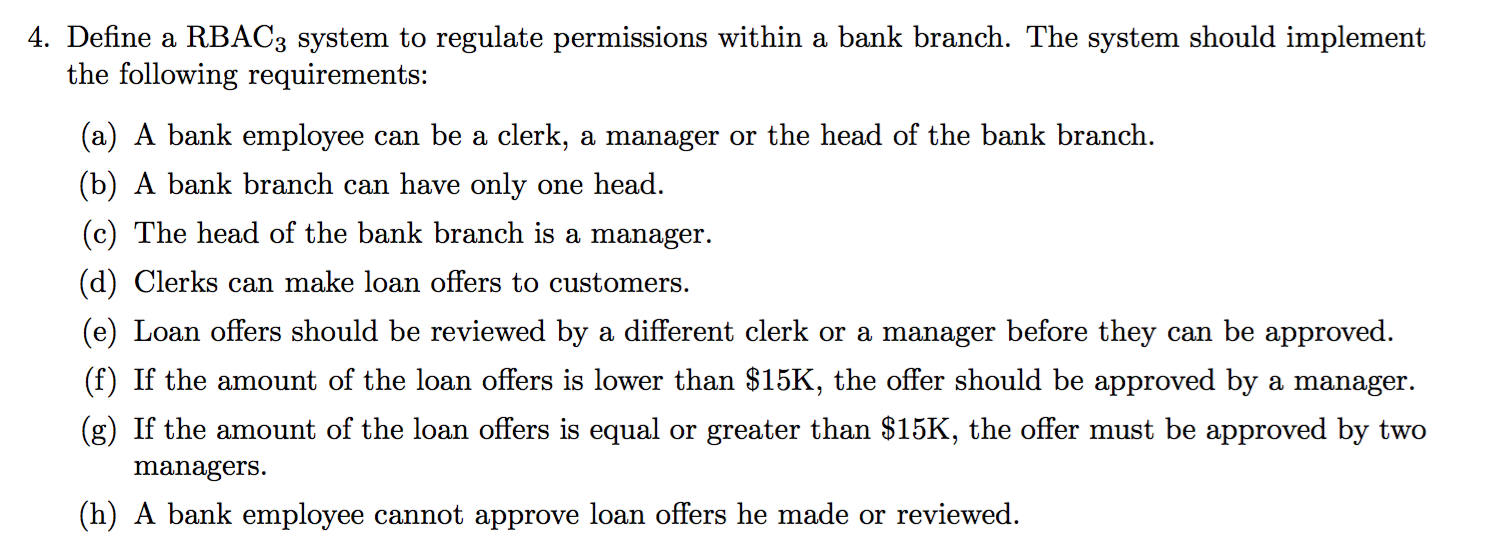 4. Define a RBAC₃ system to regulate permissions within a bank branch. The system should implement
the following requirements:
(a) A bank employee can be a clerk, a manager or the head of the bank branch.
(b) A bank branch can have only one head.
(c) The head of the bank branch is a manager.
(d) Clerks can make loan offers to customers.
(e) Loan offers should be reviewed by a different clerk or a manager before they can be approved.
(f) If the amount of the loan offers is lower than $15K, the offer should be approved by a manager.
(g) If the amount of the loan offers is equal or greater than $15K, the offer must be approved by two
managers.
(h) A bank employee cannot approve loan offers he made or reviewed.